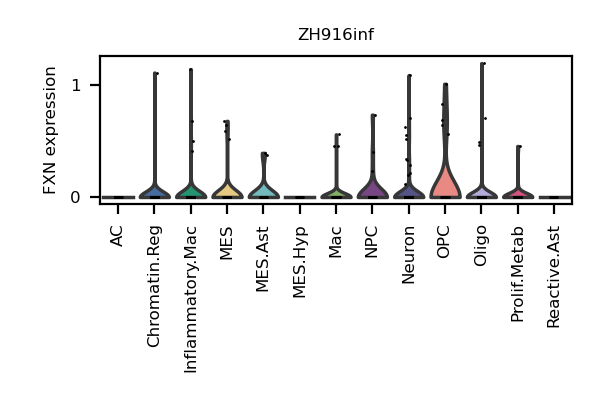 ZH916inf
FXN expression
1
0
AC
Chromatin.Reg
Inflammatory.Mac
MES
MES.Ast
MES.Hyp
Mac
NPC
Neuron
OPC
Oligo
Prolif.Metab
Reactive.Ast